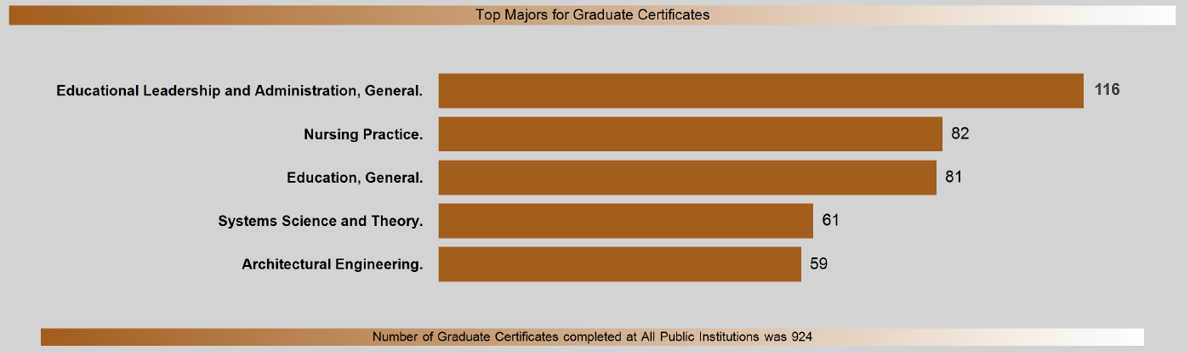 Top Majors for Graduate Certificates
Educational Leadership and Administration, General. 116
Nursing Practice. 82
Education, General. 81
Systems Science and Theory. 61
Architectural Engineering. 59
Number of Graduate Certificates completed at All Public Institutions was 924